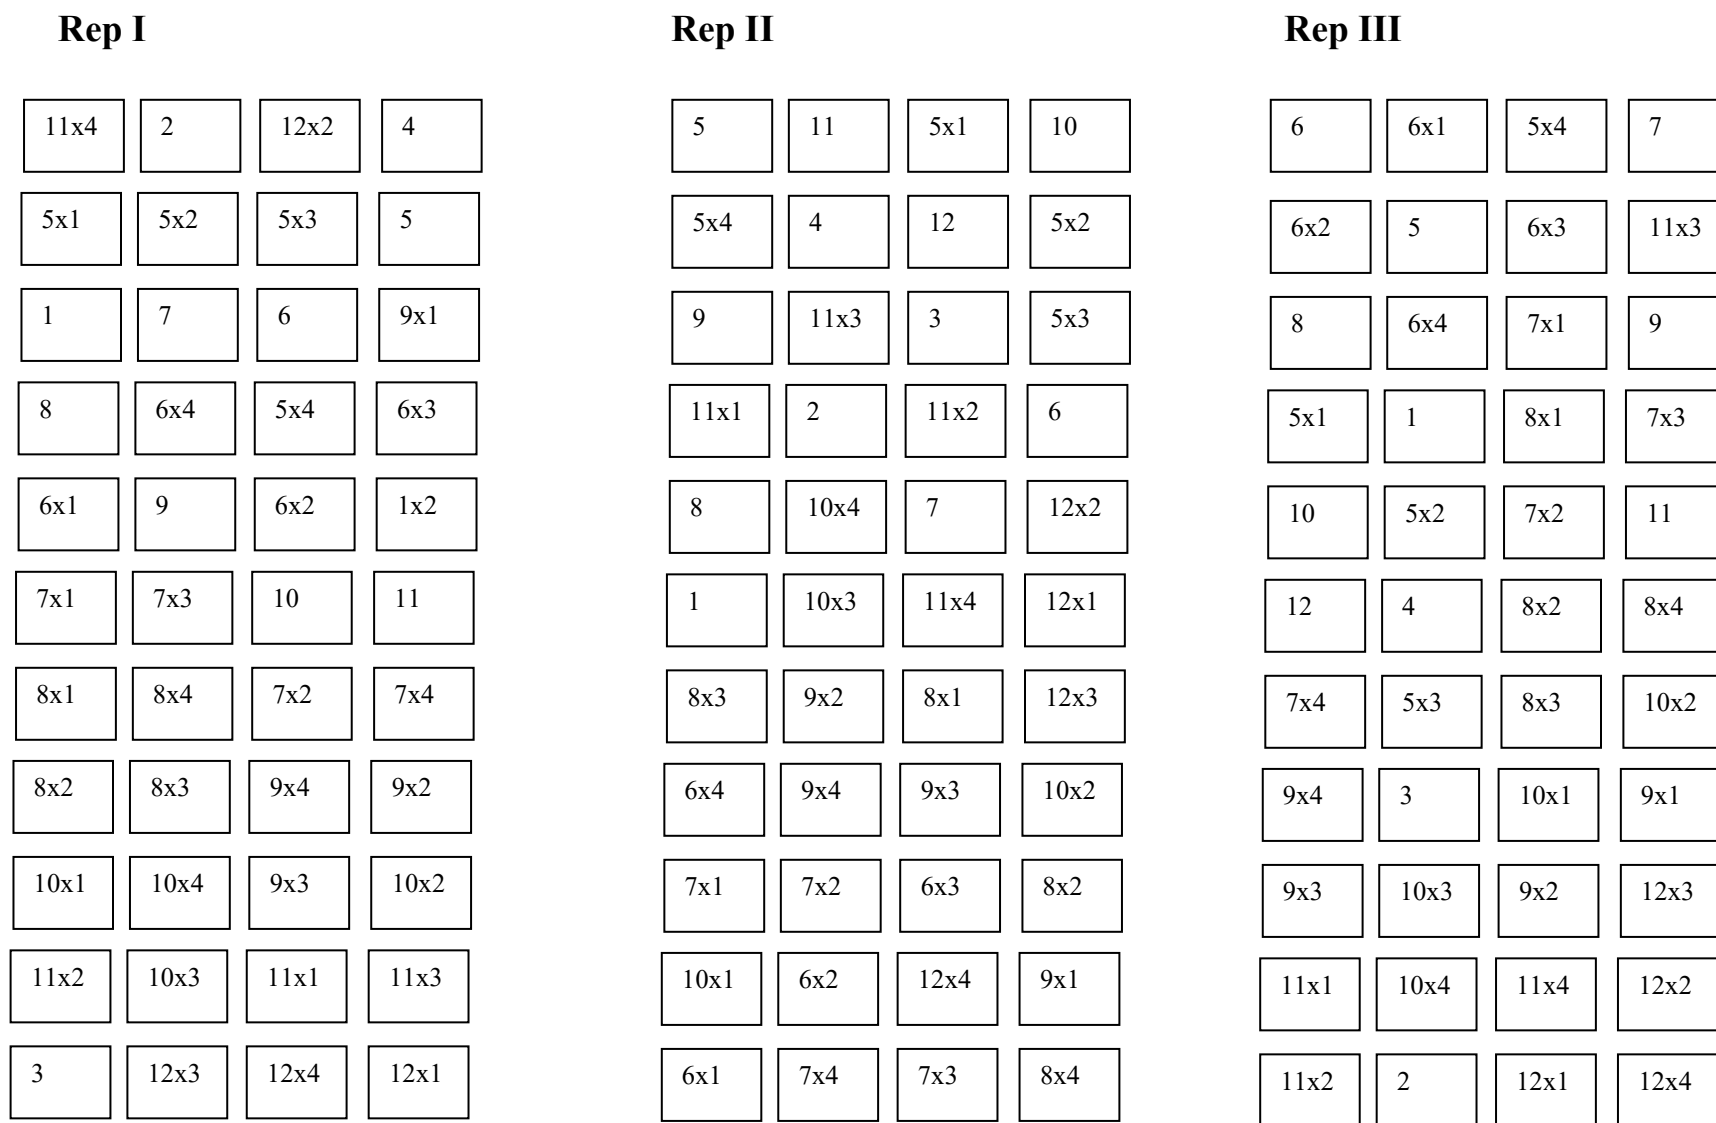 Rep I Rep II Rep III
11x4 2 12x2 4 5 11 5x1 10 6 6x1 5x4 7
5x1 5x2 5x3 5 5x4 4 12 5x2 6x2 5 6x3 11x3
1 7 6 9x1 9 11x3 3 5x3 8 6x4 7x1 9
8 6x4 5x4 6x3 11x1 2 11x2 6 5x1 1 8x1 7x3
6x1 9 6x2 1x2 8 10x4 7 12x2 10 5x2 7x2 11
7x1 7x3 10 11 1 10x3 11x4 12x1 12 4 8x2 8x4
8x1 8x4 7x2 7x4 8x3 9x2 8x1 12x3 7x4 5x3 8x3 10x2
8x2 8x3 9x4 9x2 6x4 9x4 9x3 10x2 9x4 3 10x1 9x1
10x1 10x4 9x3 10x2 7x1 7x2 6x3 8x2 9x3 10x3 9x2 12x3
11x2 10x3 11x1 11x3 10x1 6x2 12x4 9x1 11x1 10x4 11x4 12x2
3 12x3 12x4 12x1 6x1 7x4 7x3 8x4 11x2 2 12x1 12x4